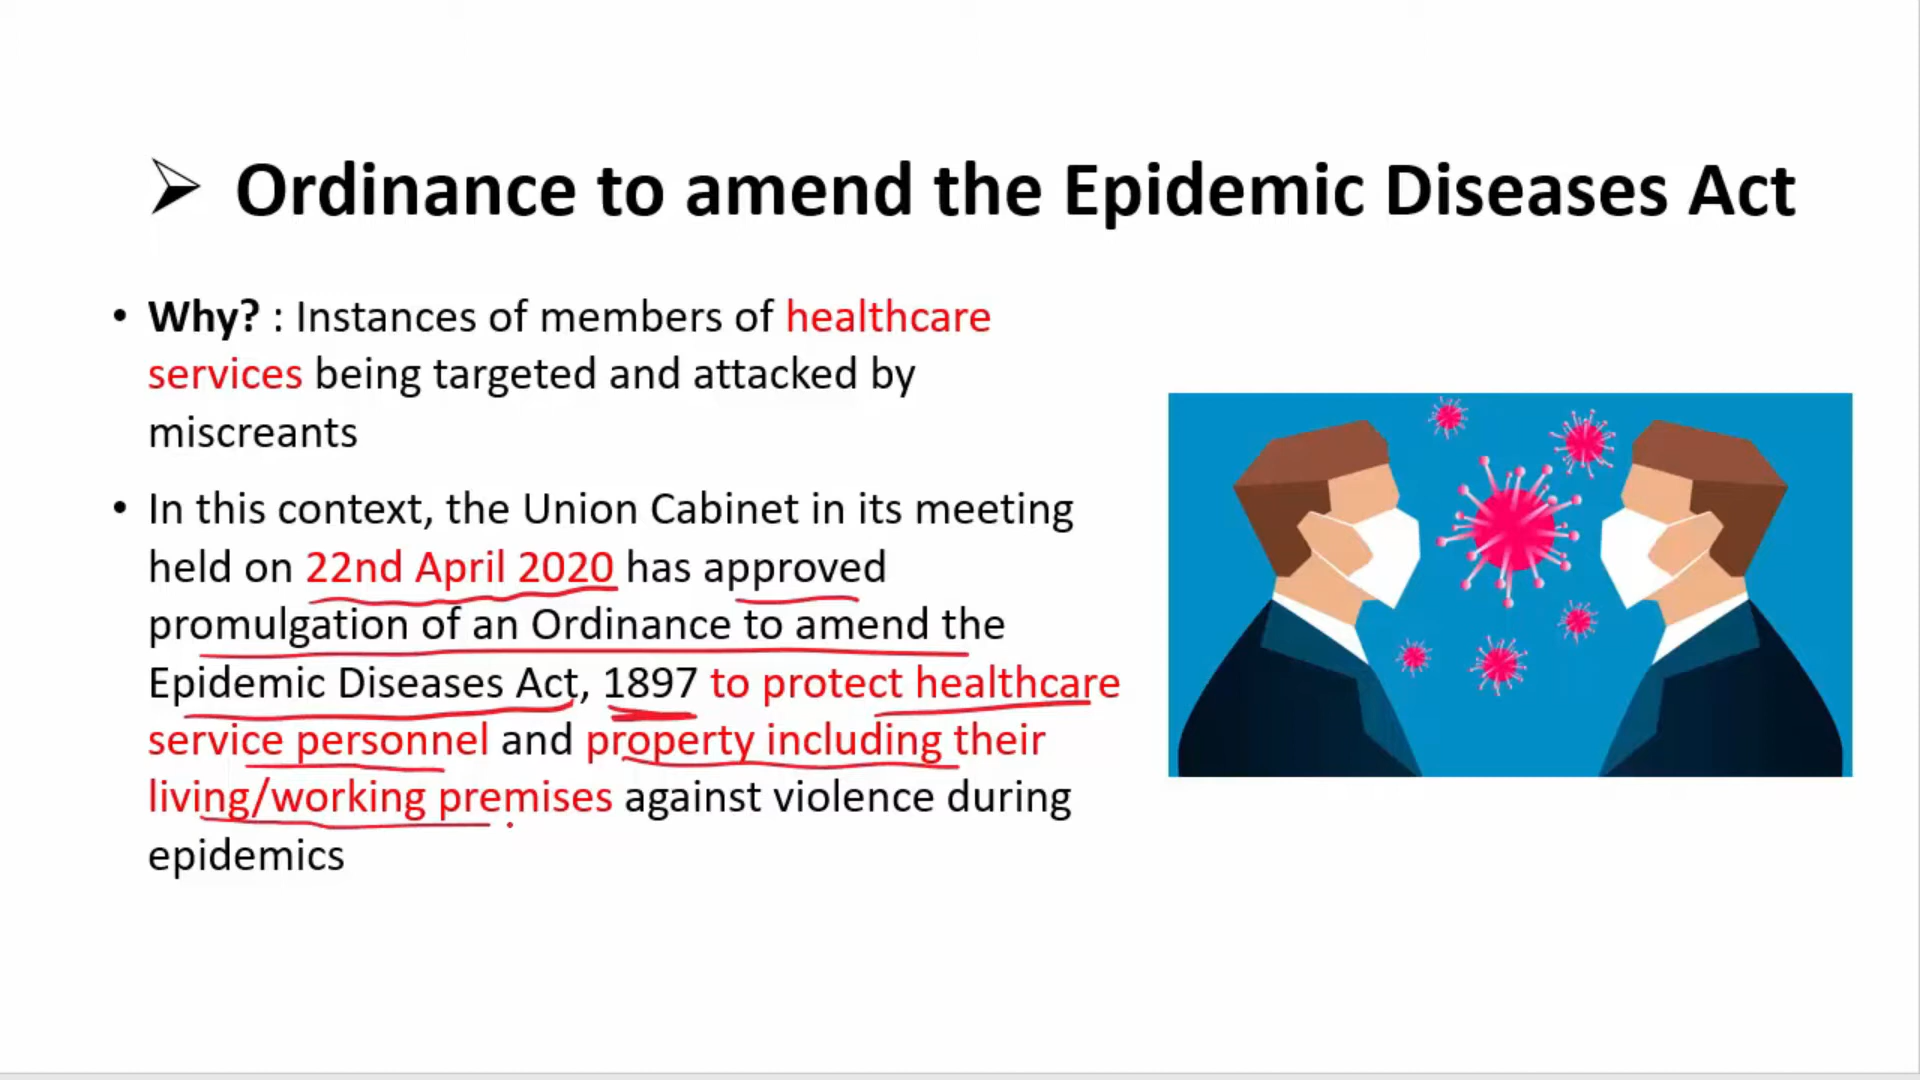 Ordinance to amend the Epidemic Diseases Act
• Why? : Instances of members of healthcare
services being targeted and attacked by
miscreants
• In this context, the Union Cabinet in its meeting
held on 22nd April 2020 has approved
promulgation of an Ordinance to amend the
Epidemic Diseases Act, 1897 to protect healthcare
service personnel and property including their
living/working premises against violence during
epidemics